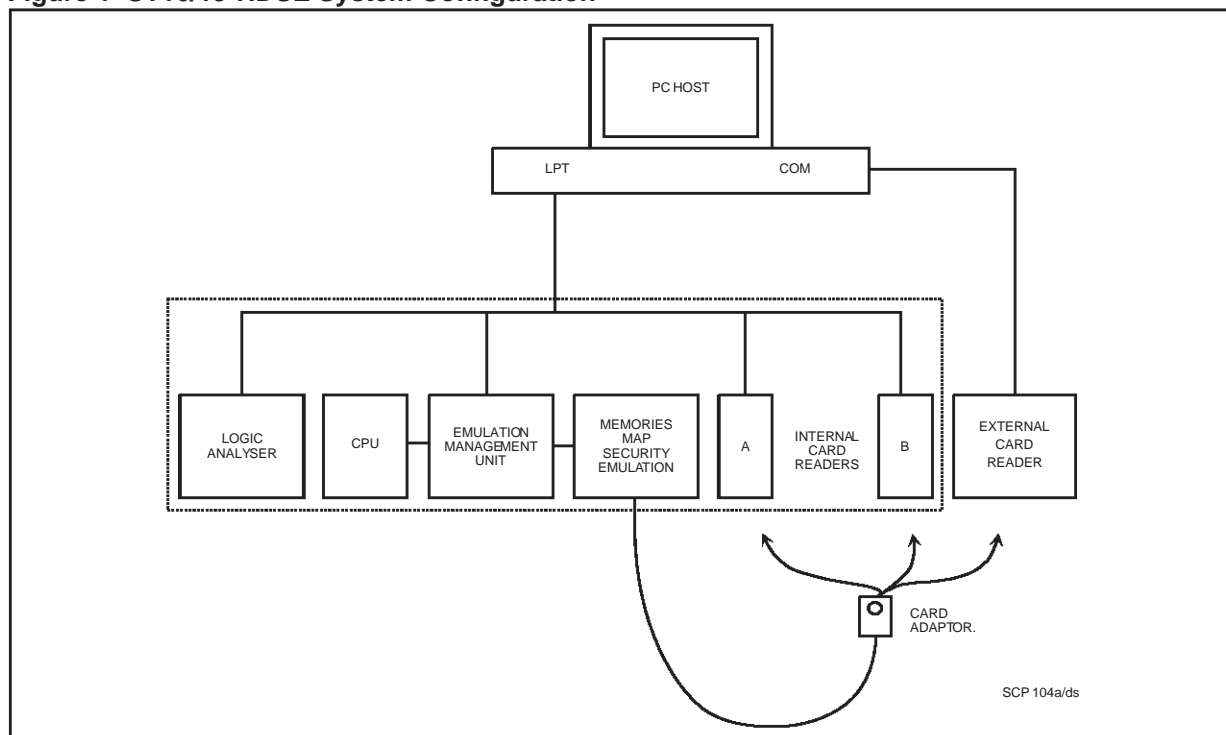 PC HOST
LPT
COM
LOGIC
ANALYSER
CPU
EMULATION
MANAGEMENT
UNIT
MEMORIES
MAP
SECURITY
EMULATION
A
INTERNAL
CARD
READERS
B
EXTERNAL
CARD
READER
CARD
ADAPTOR.
SCP 104a/ds